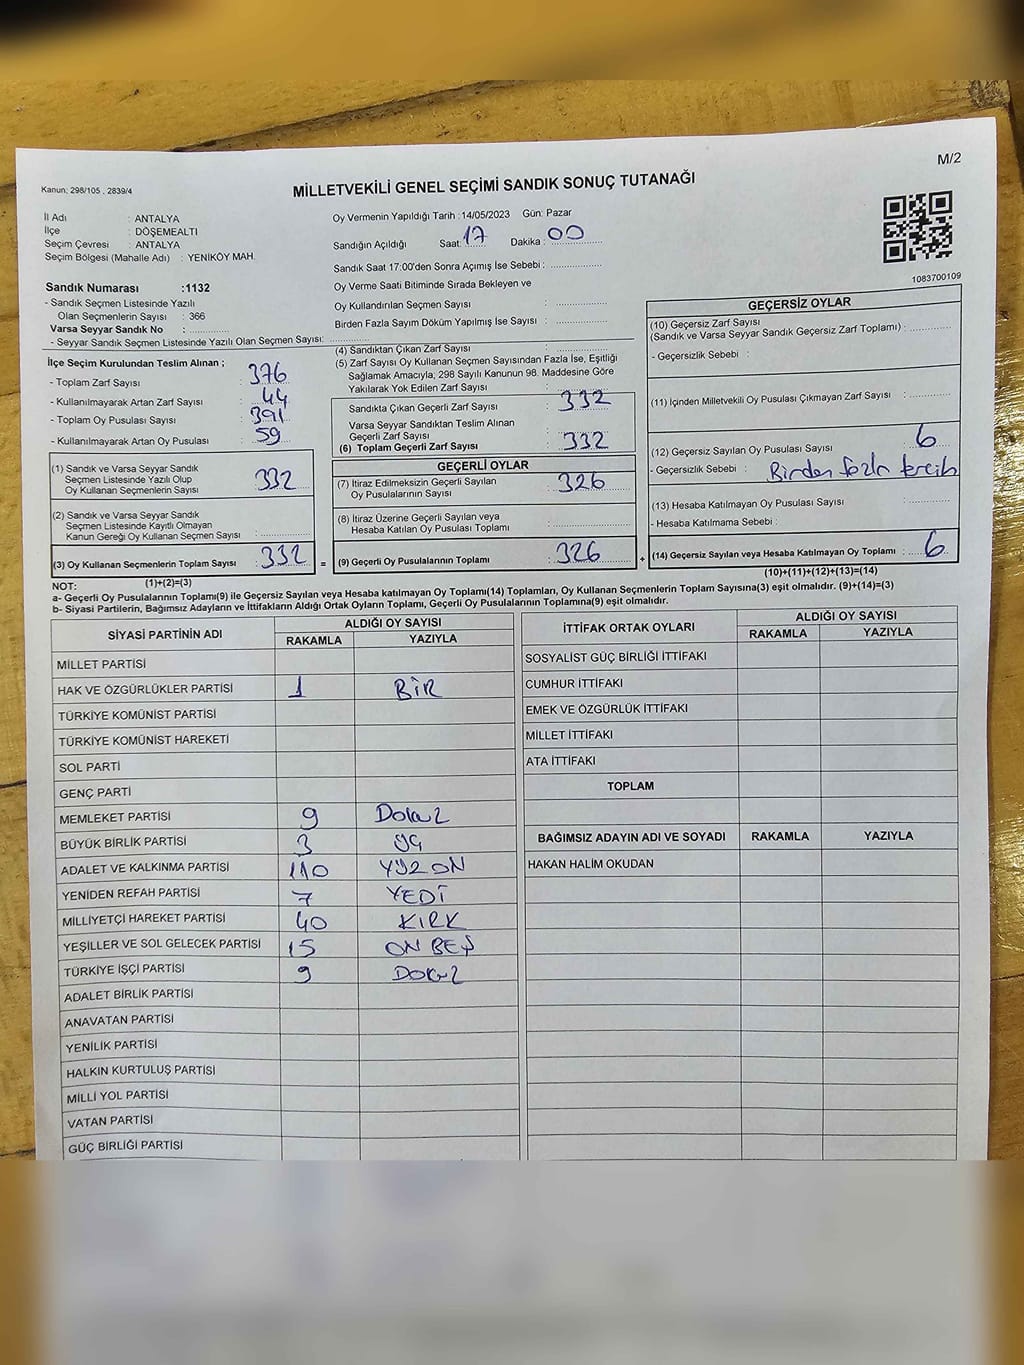 M/2
Kanun: 298/105 , 2839/4
MİLLETVEKİLİ GENEL SEÇİMİ SANDIK SONUÇ TUTANAĞI
İl Adı : ANTALYA
İlçe : DÖŞEMEALTI
Seçim Çevresi : ANTALYA
Seçim Bölgesi (Mahalle Adı) : YENİKÖY MAH.
Sandık Numarası :1132
- Sandık Seçmen Listesinde Yazılı
Olan Seçmenlerin Sayısı : 366
Varsa Seyyar Sandık No :
- Seyyar Sandık Seçmen Listesinde Yazılı Olan Seçmen Sayısı:
Oy Vermenin Yapıldığı Tarih :14/05/2023 Gün: Pazar
Sandığın Açıldığı Saat: 17 Dakika : 00
Sandık Saat 17:00'den Sonra Açımış İse Sebebi :
Oy Verme Saati Bitiminde Sırada Bekleyen ve
Oy Kullandırılan Seçmen Sayısı :
Birden Fazla Sayım Döküm Yapılmış İse Sayısı :
1083700109
İlçe Seçim Kurulundan Teslim Alınan ;
- Toplam Zarf Sayısı : 376
- Kullanılmayarak Artan Zarf Sayısı : 44
- Toplam Oy Pusulası Sayısı : 391
- Kullanılmayarak Artan Oy Pusulası : 59
(1) Sandık ve Varsa Seyyar Sandık
Seçmen Listesinde Yazılı Olup
Oy Kullanan Seçmenlerin Sayısı : 332
(2) Sandık ve Varsa Seyyar Sandık
Seçmen Listesinde Kayıtlı Olmayan
Kanun Gereği Oy Kullanan Seçmen Sayısı :
(3) Oy Kullanan Seçmenlerin Toplam Sayısı : 332
(1)+(2)=(3)
(4) Sandıktan Çıkan Zarf Sayısı :
(5) Zarf Sayısı Oy Kullanan Seçmen Sayısından Fazla İse, Eşitliği
Sağlamak Amacıyla; 298 Sayılı Kanunun 98. Maddesine Göre
Yakılarak Yok Edilen Zarf Sayısı :
Sandıkta Çıkan Geçerli Zarf Sayısı : 332
Varsa Seyyar Sandıktan Teslim Alınan
Geçerli Zarf Sayısı :
(6) Toplam Geçerli Zarf Sayısı : 332
GEÇERLİ OYLAR
(7) İtiraz Edilmeksizin Geçerli Sayılan
Oy Pusulalarının Sayısı : 326
(8) İtiraz Üzerine Geçerli Sayılan veya
Hesaba Katılan Oy Pusulası Toplamı :
= (9) Geçerli Oy Pusulalarının Toplamı : 326
GEÇERSİZ OYLAR
(10) Geçersiz Zarf Sayısı
(Sandık ve Varsa Seyyar Sandık Geçersiz Zarf Toplamı) :
- Geçersizlik Sebebi :
(11) İçinden Milletvekili Oy Pusulası Çıkmayan Zarf Sayısı :
(12) Geçersiz Sayılan Oy Pusulası Sayısı : 6
- Geçersizlik Sebebi : Birden fazla tercih
(13) Hesaba Katılmayan Oy Pusulası Sayısı :
- Hesaba Katılmama Sebebi :
+ (14) Geçersiz Sayılan veya Hesaba Katılmayan Oy Toplamı : 6
(10)+(11)+(12)+(13)=(14)
NOT:
a- Geçerli Oy Pusulalarının Toplamı(9) ile Geçersiz Sayılan veya Hesaba katılmayan Oy Toplamı(14) Toplamları, Oy Kullanan Seçmenlerin Toplam Sayısına(3) eşit olmalıdır. (9)+(14)=(3)
b- Siyasi Partilerin, Bağımsız Adayların ve İttifakların Aldığı Ortak Oyların Toplamı, Geçerli Oy Pusulalarının Toplamına(9) eşit olmalıdır.
SİYASİ PARTİNİN ADI ALDIĞI OY SAYISI
RAKAMLA YAZIYLA
MİLLET PARTİSİ
HAK VE ÖZGÜRLÜKLER PARTİSİ 1 BİR
TÜRKİYE KOMÜNİST PARTİSİ
TÜRKİYE KOMÜNİST HAREKETİ
SOL PARTİ
GENÇ PARTİ
MEMLEKET PARTİSİ 9 Dokuz
BÜYÜK BİRLİK PARTİSİ 3 ÜÇ
ADALET VE KALKINMA PARTİSİ 110 YÜZ ON
YENİDEN REFAH PARTİSİ 7 YEDİ
MİLLİYETÇİ HAREKET PARTİSİ 40 KIRK
YEŞİLLER VE SOL GELECEK PARTİSİ 15 ON BEŞ
TÜRKİYE İŞÇİ PARTİSİ 9 Dokuz
ADALET BİRLİK PARTİSİ
ANAVATAN PARTİSİ
YENİLİK PARTİSİ
HALKIN KURTULUŞ PARTİSİ
MİLLİ YOL PARTİSİ
VATAN PARTİSİ
GÜÇ BİRLİĞİ PARTİSİ
İTTİFAK ORTAK OYLARI ALDIĞI OY SAYISI
RAKAMLA YAZIYLA
SOSYALİST GÜÇ BİRLİĞİ İTTİFAKI
CUMHUR İTTİFAKI
EMEK VE ÖZGÜRLÜK İTTİFAKI
MİLLET İTTİFAKI
ATA İTTİFAKI
TOPLAM
BAĞIMSIZ ADAYIN ADI VE SOYADI RAKAMLA YAZIYLA
HAKAN HALİM OKUDAN